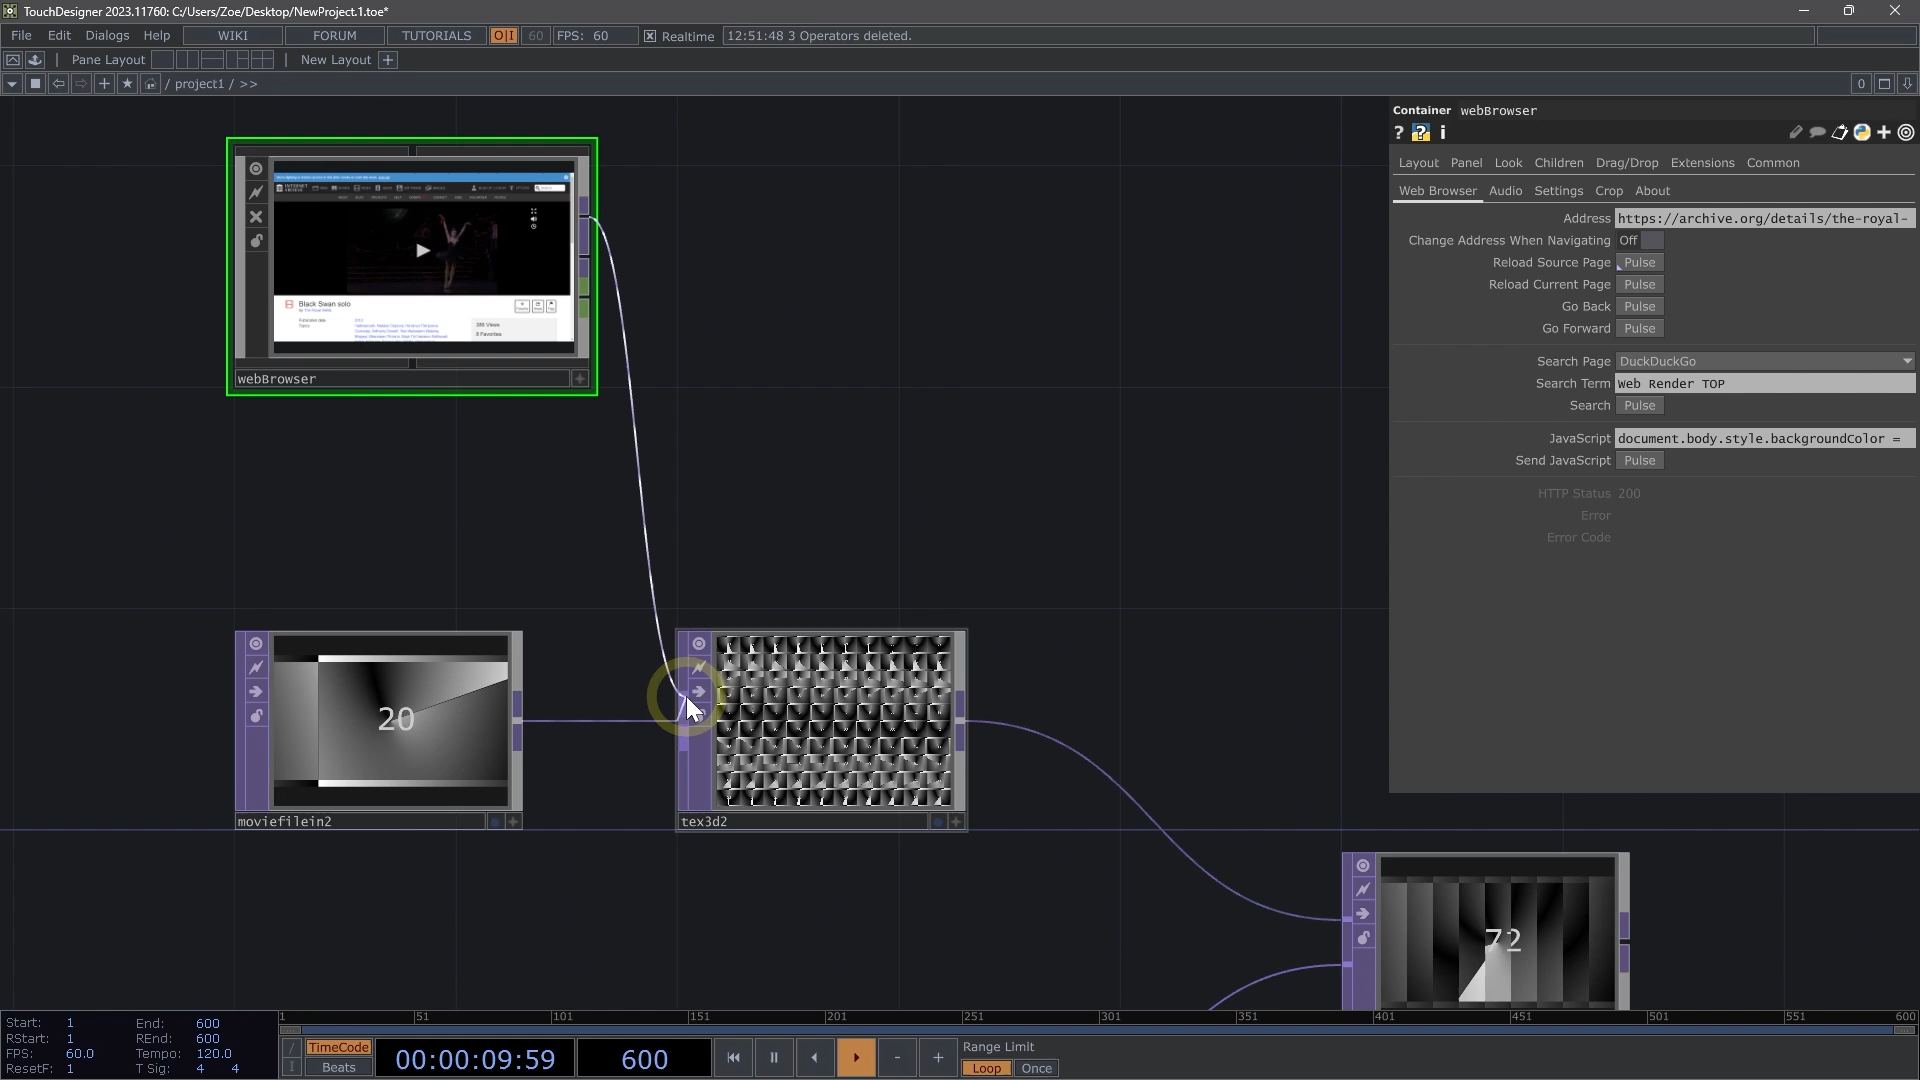 TouchDesigner 2023.11760: C:/Users/Zoe/Desktop/NewProject.1.toe*
File Edit Dialogs Help WIKI FORUM TUTORIALS O|I 60 FPS: 60 Realtime 12:51:48 3 Operators deleted.
Pane Layout New Layout +
/ project1 / >> 0
Container webBrowser
? ? i
Layout Panel Look Children Drag/Drop Extensions Common
Web Browser Audio Settings Crop About
Address https://archive.org/details/the-royal-
Change Address When Navigating Off
Reload Source Page Pulse
Reload Current Page Pulse
Go Back Pulse
Go Forward Pulse
Search Page DuckDuckGo
Search Term Web Render TOP
Search Pulse
JavaScript document.body.style.backgroundColor =
Send JavaScript Pulse
HTTP Status 200
Error
Error Code
INTERNET ARCHIVE
Black Swan solo
webBrowser
20
moviefilein2
tex3d2
72
1 51 101 151 201 251 301 351 401 451 501 551 600
Start: 1 End: 600
RStart: 1 REnd: 600
FPS: 60.0 Tempo: 120.0
ResetF: 1 T Sig: 4 4
TimeCode
Beats
00:00:09:59
600
- +
Range Limit
Loop Once